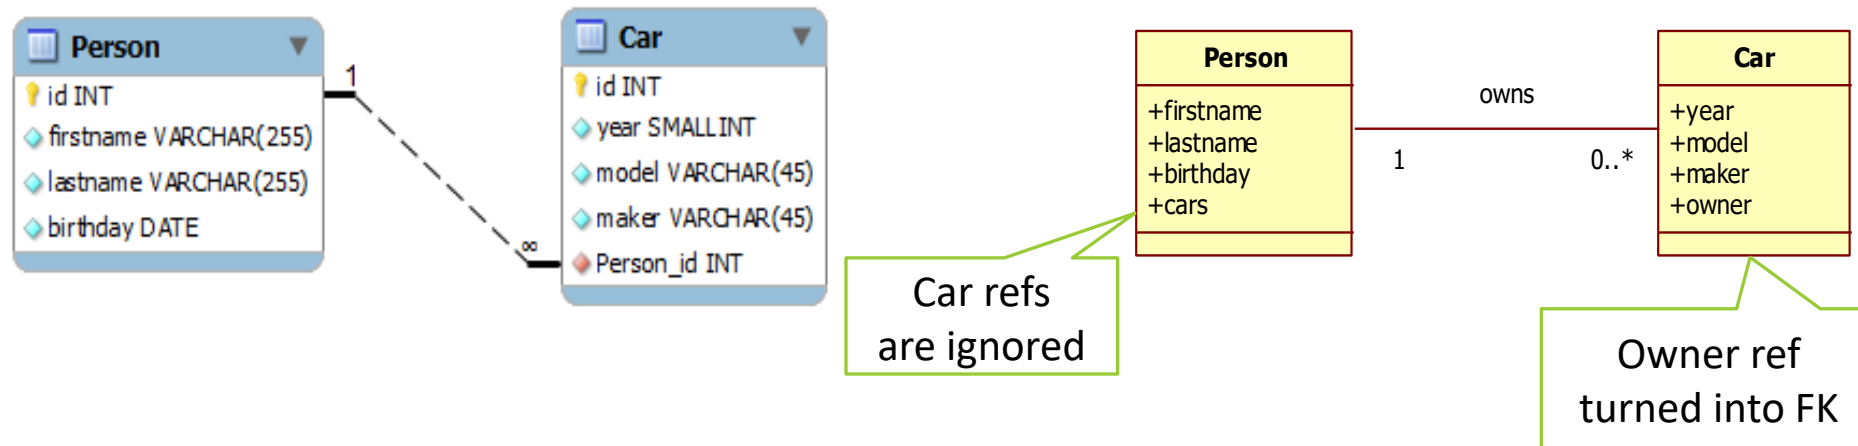 Person
id INT
firstname VARCHAR(255)
lastname VARCHAR(255)
birthday DATE
1
∞
Car
id INT
year SMALLINT
model VARCHAR(45)
maker VARCHAR(45)
Person_id INT
Person
+firstname
+lastname
+birthday
+cars
owns
1
0..*
Car
+year
+model
+maker
+owner
Car refs
are ignored
Owner ref
turned into FK